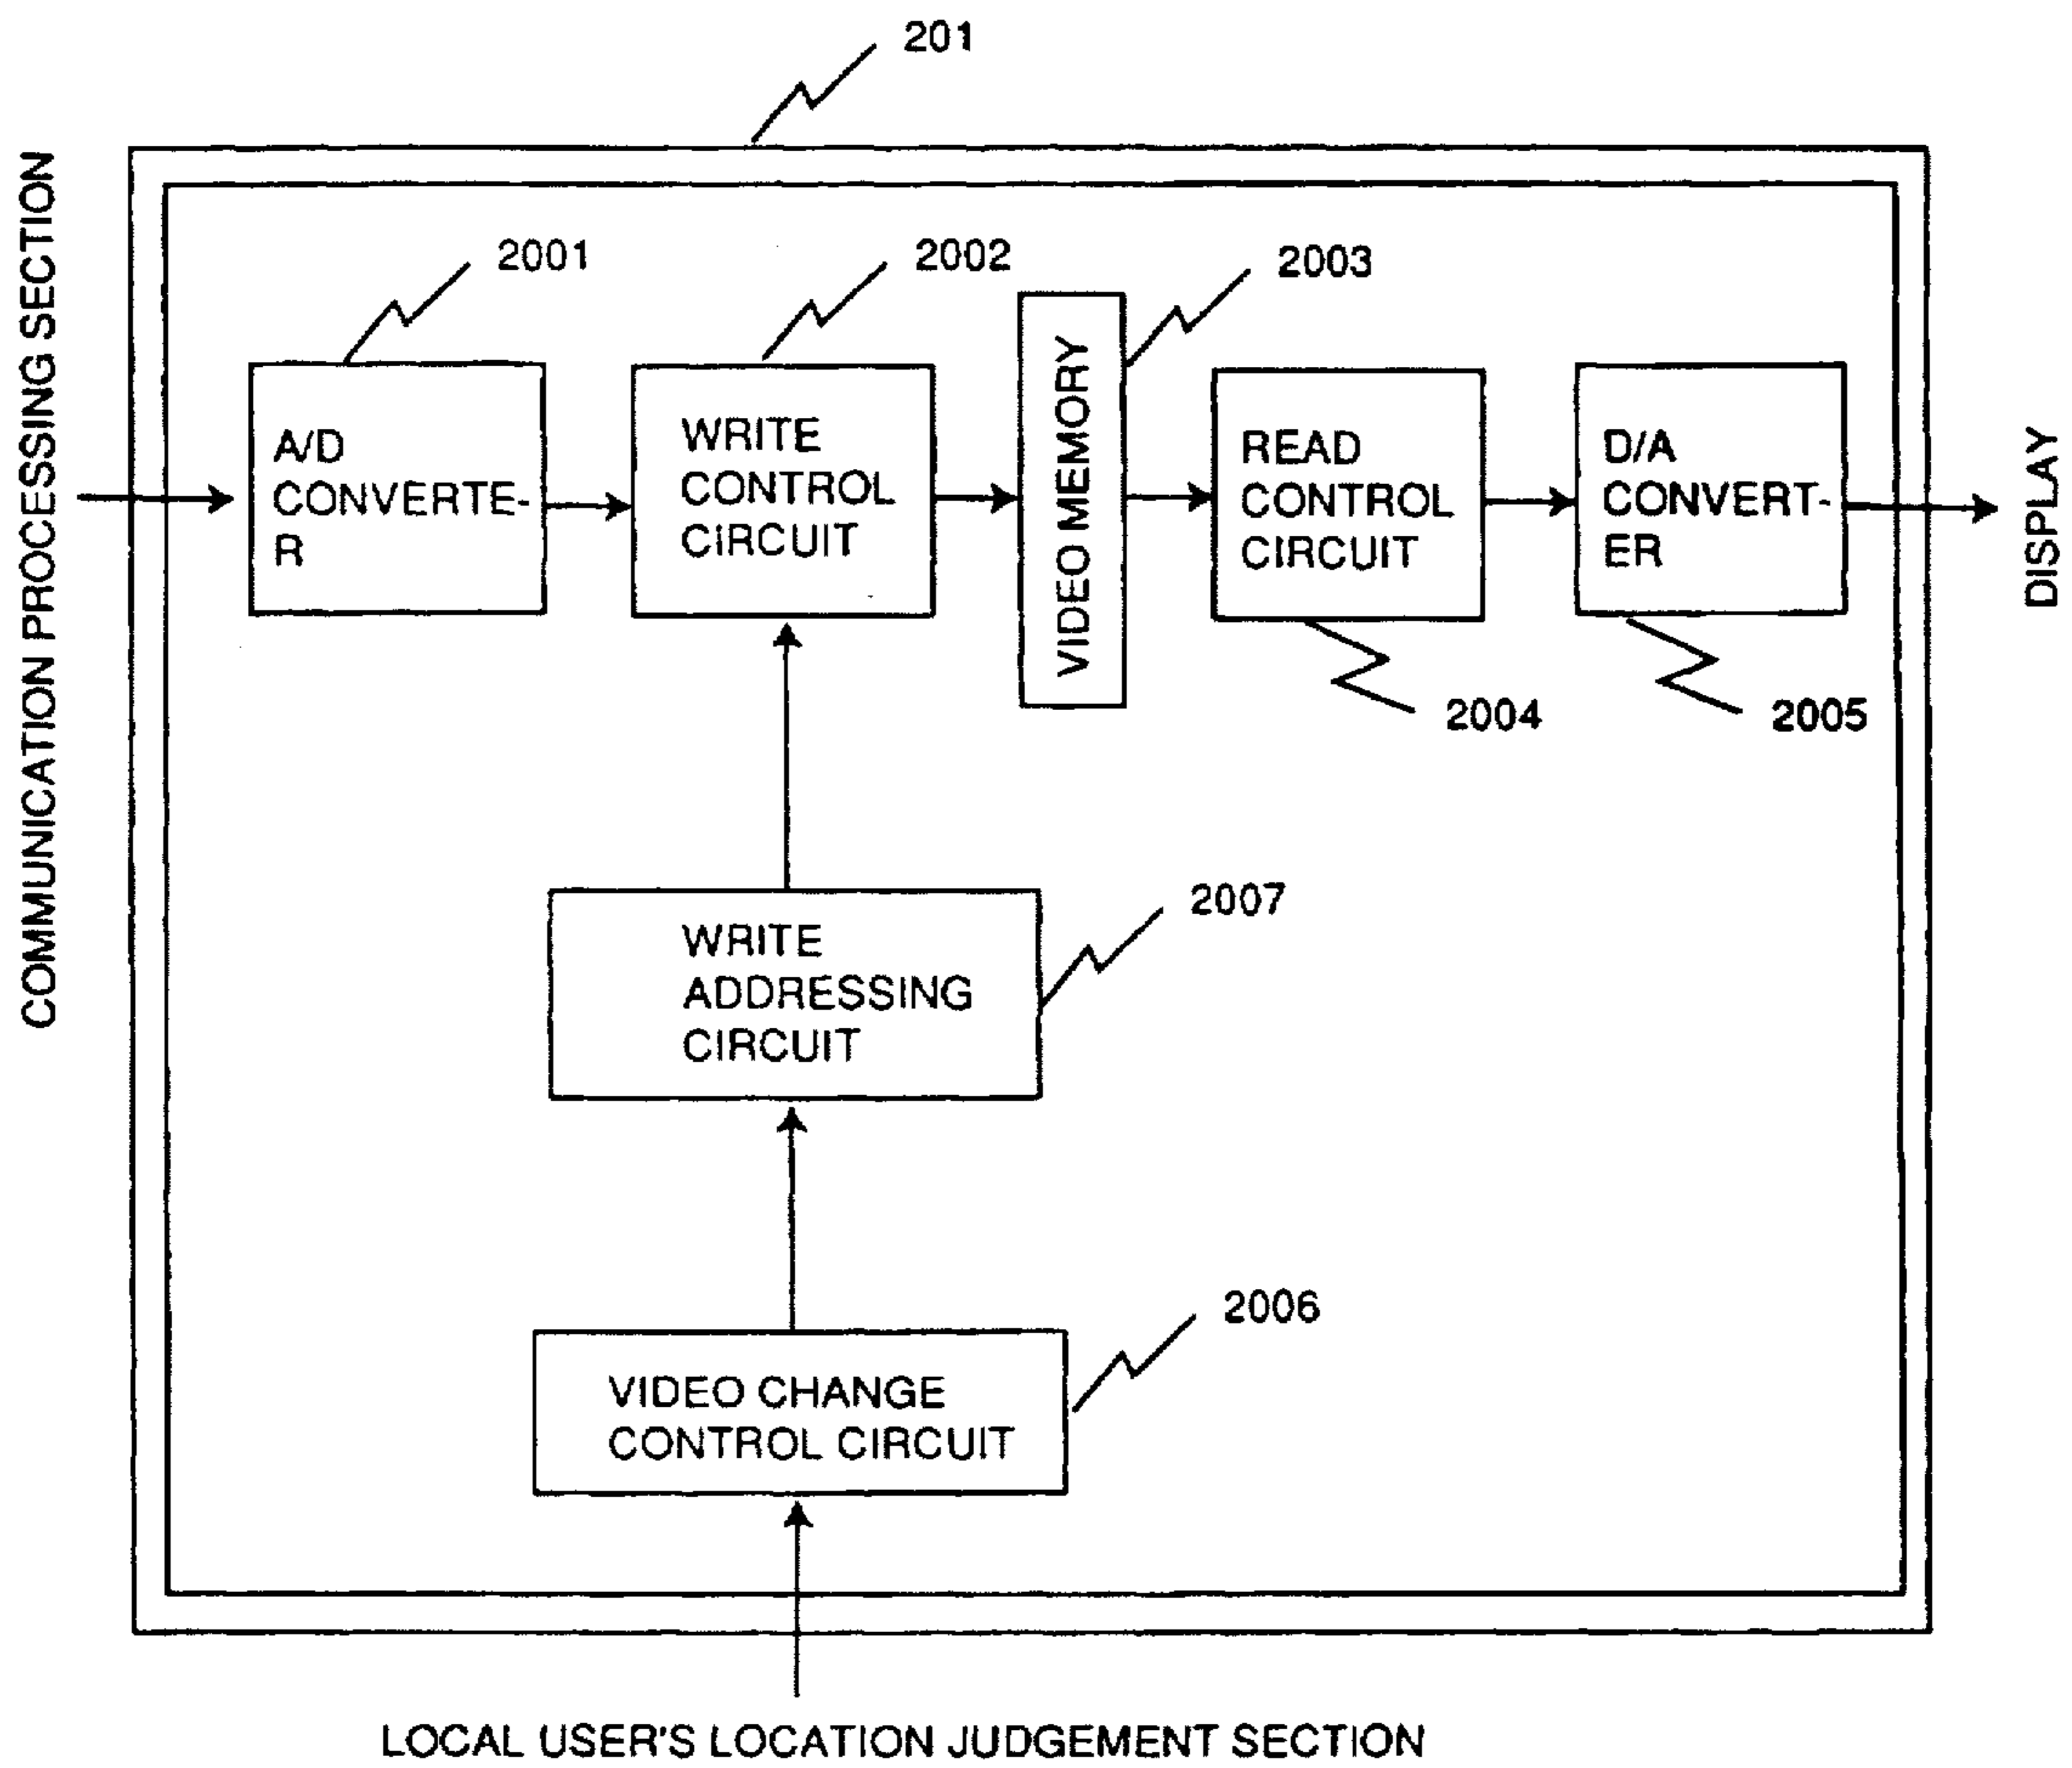 201
COMMUNICATION PROCESSING SECTION
2001
2002
2003
A/D
CONVERTE-
R
WRITE
CONTROL
CIRCUIT
VIDEO MEMORY
READ
CONTROL
CIRCUIT
D/A
CONVERT-
ER
DISPLAY
2004
2005
2007
WRITE
ADDRESSING
CIRCUIT
2006
VIDEO CHANGE
CONTROL CIRCUIT
LOCAL USER'S LOCATION JUDGEMENT SECTION